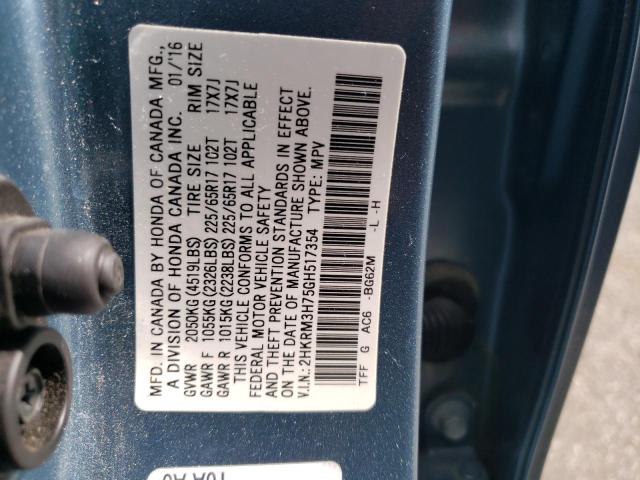 MFD. IN CANADA BY HONDA OF CANADA MFG.,
A DIVISION OF HONDA CANADA INC. 01/'16
GVWR 2050KG(4519LBS) TIRE SIZE RIM SIZE
GAWR F 1055KG(2326LBS) 225/65R17 102T 17X7J
GAWR R 1015KG(2238LBS) 225/65R17 102T 17X7J
THIS VEHICLE CONFORMS TO ALL APPLICABLE
FEDERAL MOTOR VEHICLE SAFETY
AND THEFT PREVENTION STANDARDS IN EFFECT
ON THE DATE OF MANUFACTURE SHOWN ABOVE.
V.I.N.: 2HKRM3H75GH517354 TYPE: MPV
TFF G AC6 -BG62M -L -H